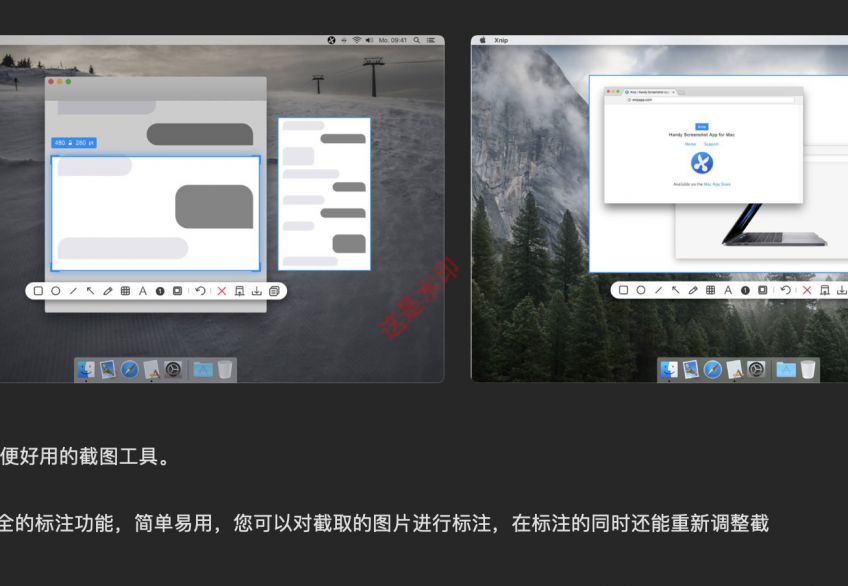 Mo. 09:41
Xnip
480 280 pt
Xnip | Handy Screenshot
xnipapp.com
Xnip
Handy Screenshot App for Mac
Home Support
Available on the Mac App Store
A 1
A 1
这是水印
便好用的截图工具。
全的标注功能，简单易用，您可以对截取的图片进行标注，在标注的同时还能重新调整截